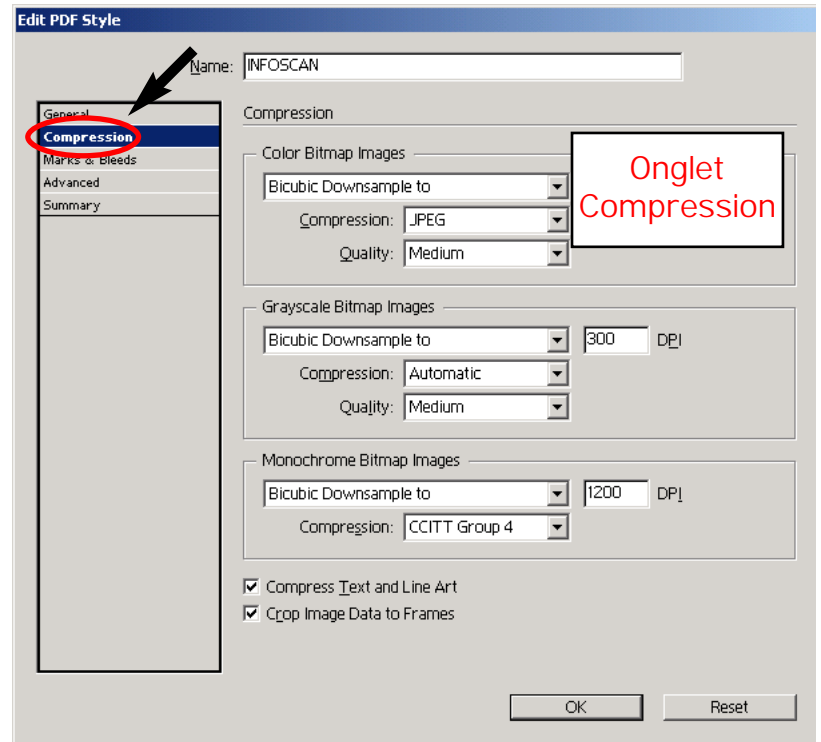 Edit PDF Style
Name: INFOSCAN
General
Compression
Marks & Bleeds
Advanced
Summary
Compression
Color Bitmap Images
Bicubic Downsample to
Compression: JPEG
Quality: Medium
Onglet
Compression
Grayscale Bitmap Images
Bicubic Downsample to 300 DPI
Compression: Automatic
Quality: Medium
Monochrome Bitmap Images
Bicubic Downsample to 1200 DPI
Compression: CCITT Group 4
Compress Text and Line Art
Crop Image Data to Frames
OK Reset